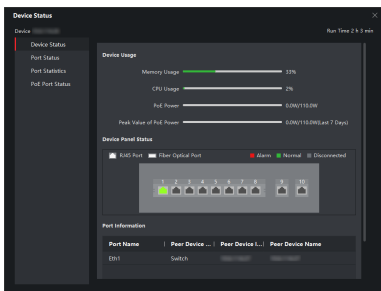 Device Status
Device
Run Time 2 h 3 min
Device Status
Port Status
Port Statistics
PoE Port Status
Device Usage
Memory Usage 33%
CPU Usage 2%
PoE Power 0.0W/110.0W
Peak Value of PoE Power 0.0W/110.0W(Last 7 Days)
Device Panel Status
RJ45 Port Fiber Optical Port Alarm Normal Disconnected
1 2 3 4 5 6 7 8 9 10
Port Information
Port Name Peer Device ... Peer Device I... Peer Device Name
Eth1 Switch